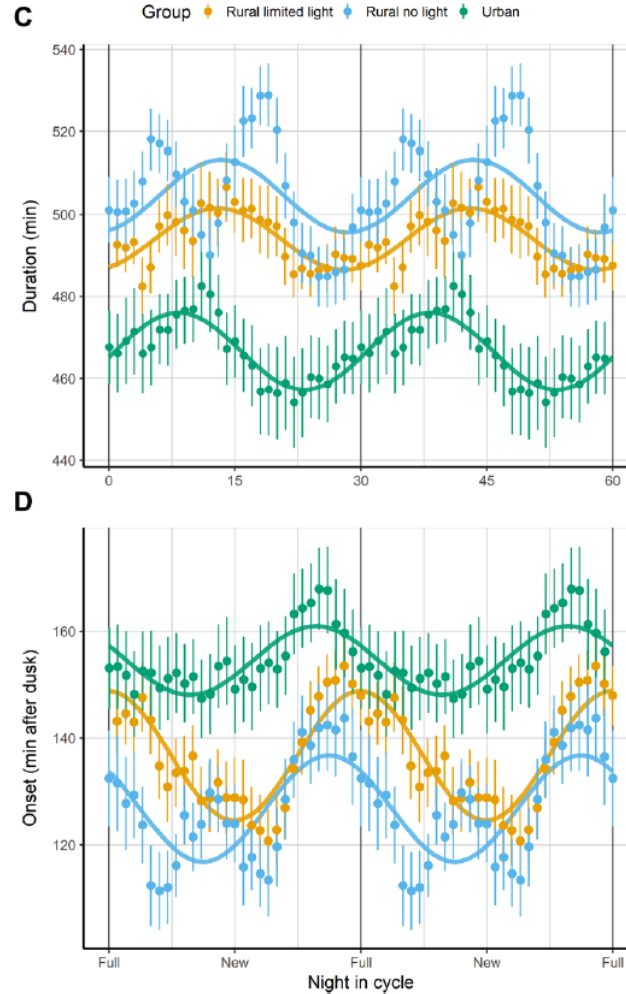 C
Group Rural limited light Rural no light Urban
540
520
500
480
460
440
Duration (min)
0 15 30 45 60
D
160
140
120
Onset (min after dusk)
Full New Full New Full
Night in cycle